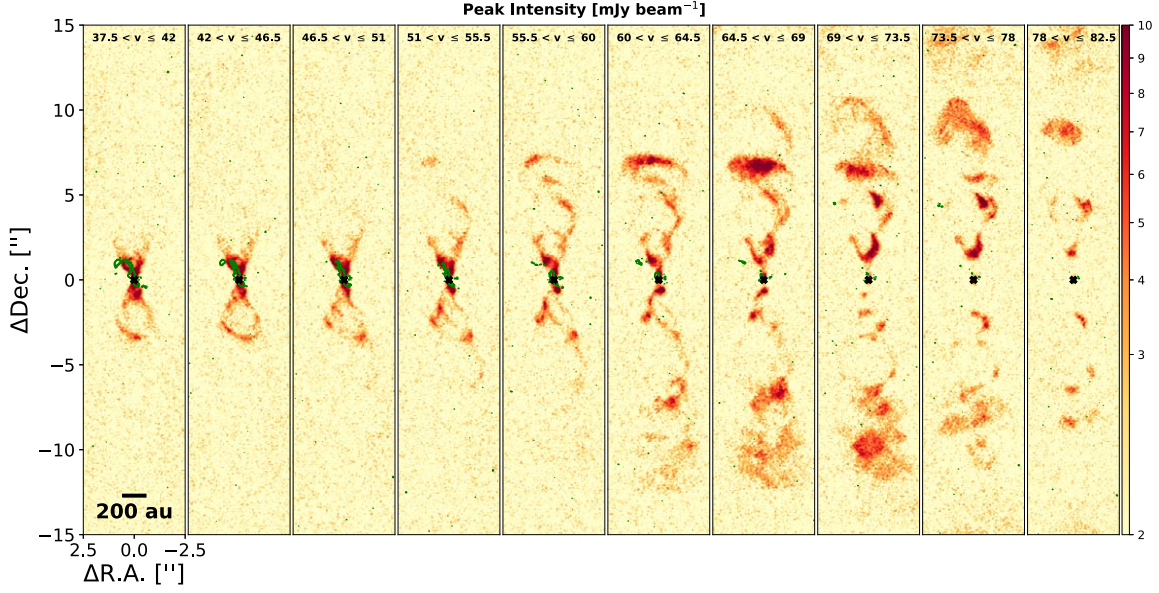 Peak Intensity [mJy beam⁻¹]
37.5 < v ≤ 42
42 < v ≤ 46.5
46.5 < v ≤ 51
51 < v ≤ 55.5
55.5 < v ≤ 60
60 < v ≤ 64.5
64.5 < v ≤ 69
69 < v ≤ 73.5
73.5 < v ≤ 78
78 < v ≤ 82.5
15
10
5
0
−5
−10
−15
ΔDec. ["]
200 au
2.5 0.0 −2.5
ΔR.A. ["]
10
9
8
7
6
5
4
3
2